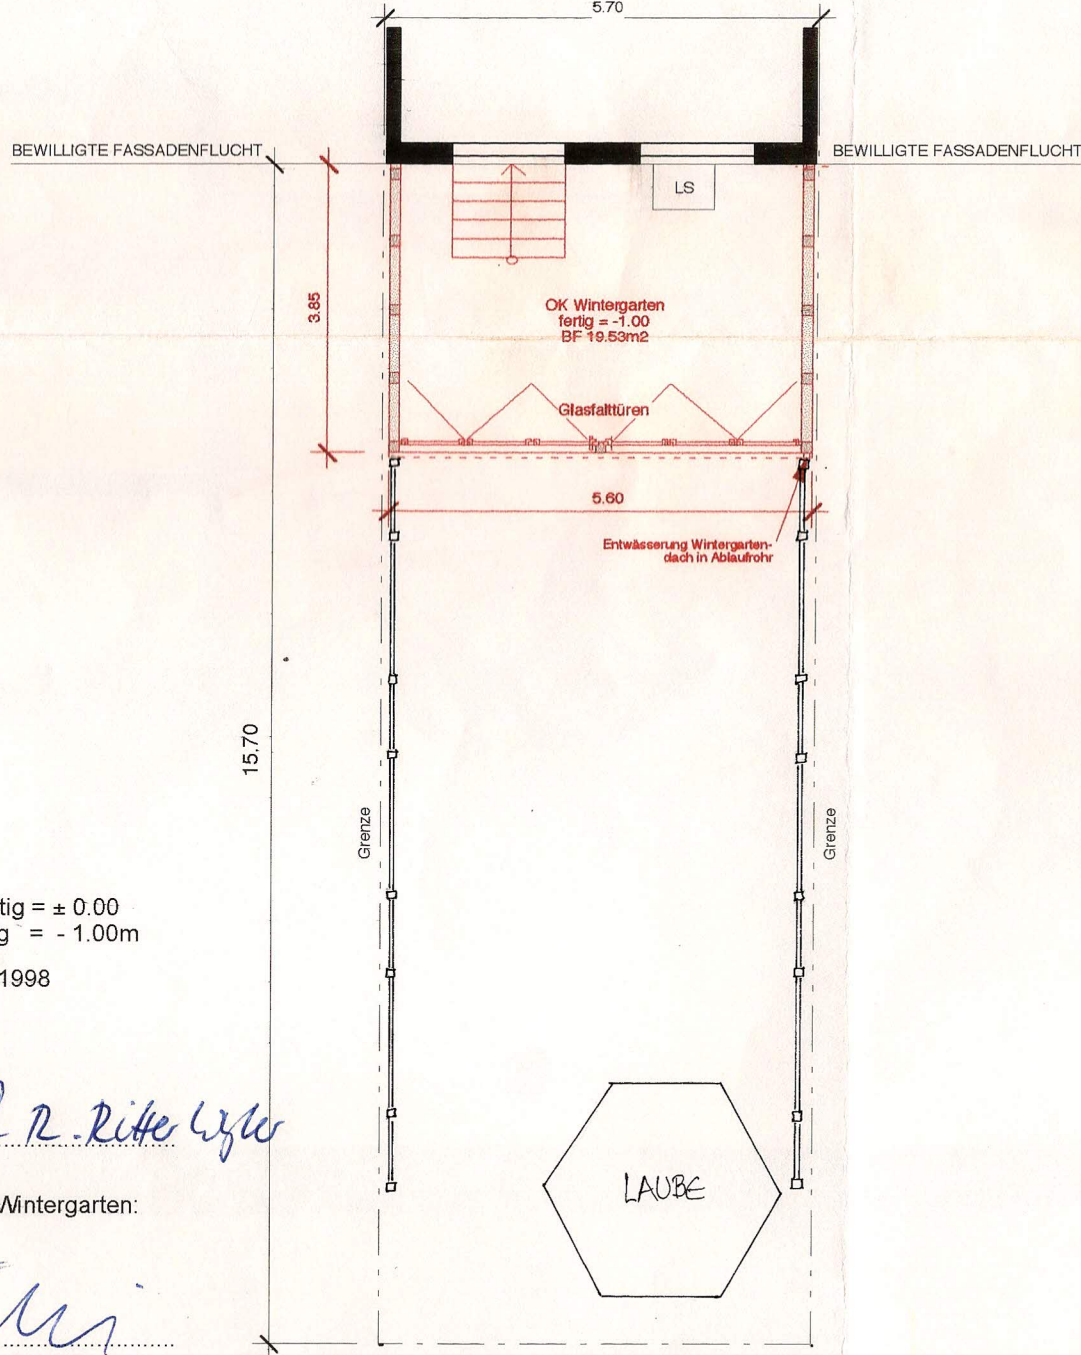 5.70
BEWILLIGTE FASSADENFLUCHT
BEWILLIGTE FASSADENFLUCHT
LS
3.85
OK Wintergarten
fertig = -1.00
BF 19.53m2
Glasfalttüren
5.60
Entwässerung Wintergarten-
dach in Ablaufrohr
15.70
Grenze
Grenze
tig = ± 0.00
g = - 1.00m
1998
R. Ritter
Wintergarten:
LAUBE